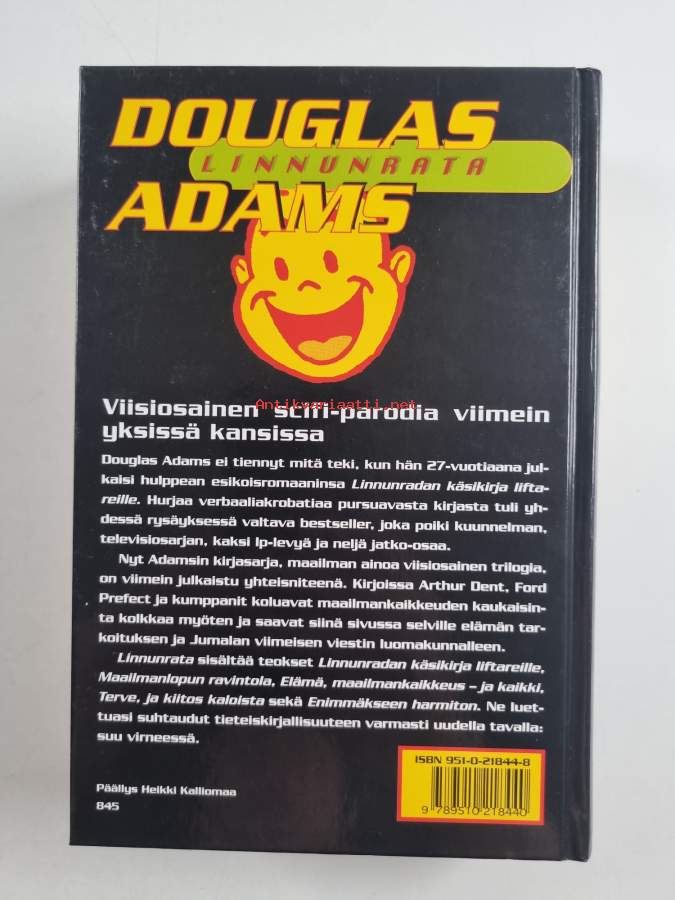 DOUGLAS
LINNUNRATA
ADAMS
Viisiosainen scifi-parodia viimein
Antikvariaatti.net
yksissä kansissa
Douglas Adams ei tiennyt mitä teki, kun hän 27-vuotiaana jul-
kaisi hulppean esikoisromaaninsa Linnunradan käsikirja lifta-
reille. Hurjaa verbaaliakrobatiaa pursuavasta kirjasta tuli yh-
dessä rysäyksessä valtava bestseller, joka poiki kuunnelman,
televisiosarjan, kaksi lp-levyä ja neljä jatko-osaa.
Nyt Adamsin kirjasarja, maailman ainoa viisiosainen trilogia,
on viimein julkaistu yhteisniteenä. Kirjoissa Arthur Dent, Ford
Prefect ja kumppanit koluavat maailmankaikkeuden kaukaisin-
ta kolkkaa myöten ja saavat siinä sivussa selville elämän tar-
koituksen ja Jumalan viimeisen viestin luomakunnalleen.
Linnunrata sisältää teokset Linnunradan käsikirja liftareille,
Maailmanlopun ravintola, Elämä, maailmankaikkeus – ja kaikki,
Terve, ja kiitos kaloista sekä Enimmäkseen harmiton. Ne luet-
tuasi suhtaudut tieteiskirjallisuuteen varmasti uudella tavalla:
suu virneessä.
ISBN 951-0-21844-8
9 789510 218440
Päällys Heikki Kalliomaa
845